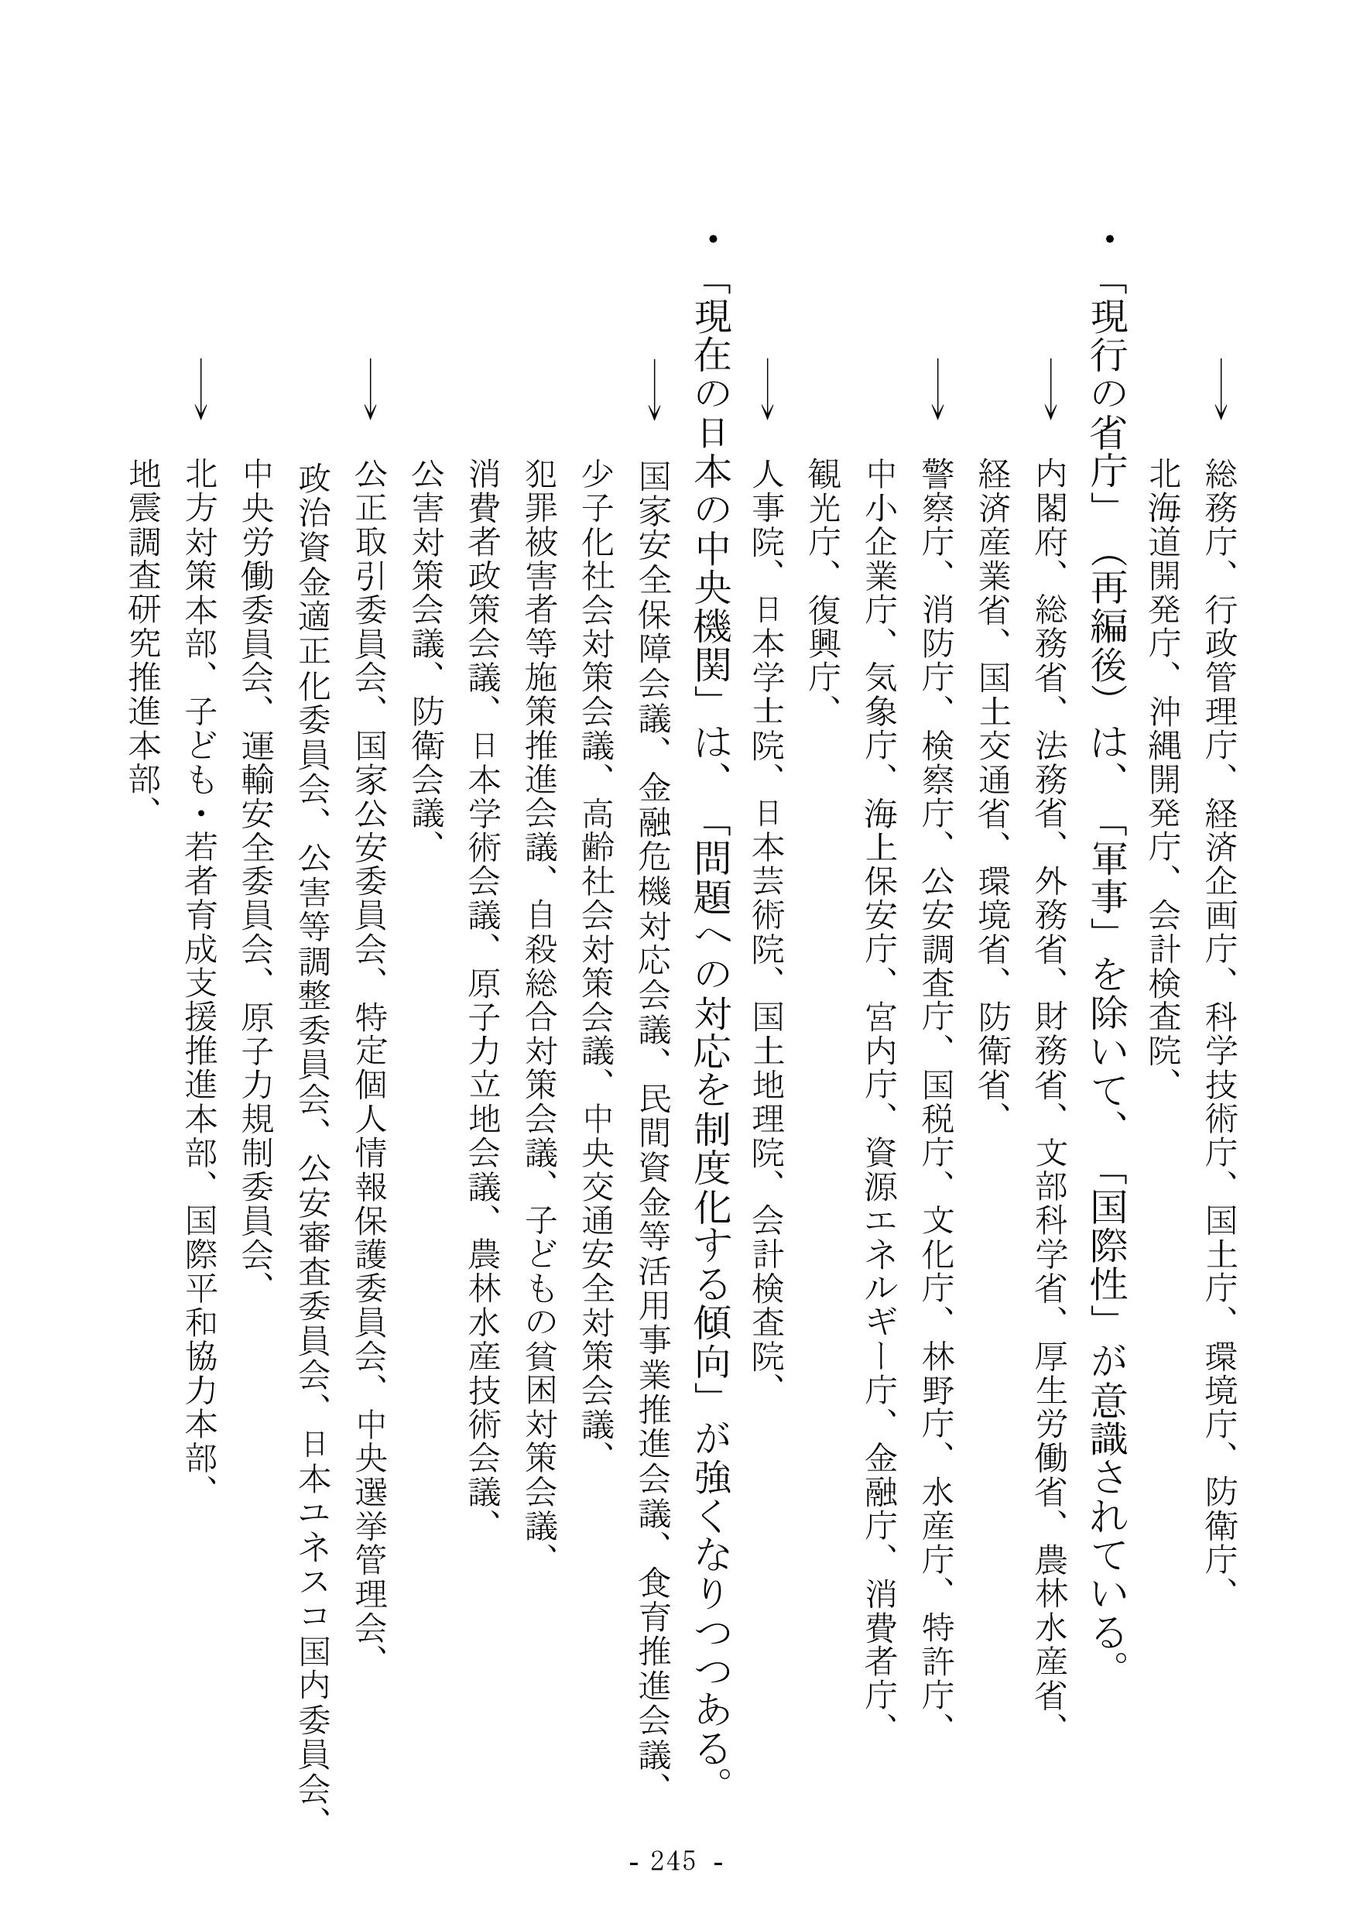 → 総務庁、行政管理庁、経済企画庁、科学技術庁、国土庁、環境庁、防衛庁、
北海道開発庁、沖縄開発庁、会計検査院、
・「現行の省庁」（再編後）は、「軍事」を除いて、「国際性」が意識されている。
→ 内閣府、総務省、法務省、外務省、財務省、文部科学省、厚生労働省、農林水産省、
経済産業省、国土交通省、環境省、防衛省、
→ 警察庁、消防庁、検察庁、公安調査庁、国税庁、文化庁、林野庁、水産庁、特許庁、
中小企業庁、気象庁、海上保安庁、宮内庁、資源エネルギー庁、金融庁、消費者庁、
観光庁、復興庁、
→ 人事院、日本学士院、日本芸術院、国土地理院、会計検査院、
・「現在の日本の中央機関」は、「問題への対応を制度化する傾向」が強くなりつつある。
→ 国家安全保障会議、金融危機対応会議、民間資金等活用事業推進会議、食育推進会議、
少子化社会対策会議、高齢社会対策会議、中央交通安全対策会議、
犯罪被害者等施策推進会議、自殺総合対策会議、子どもの貧困対策会議、
消費者政策会議、日本学術会議、原子力立地会議、農林水産技術会議、
公害対策会議、防衛会議、
→ 公正取引委員会、国家公安委員会、特定個人情報保護委員会、中央選挙管理会、
政治資金適正化委員会、公害等調整委員会、公安審査委員会、日本ユネスコ国内委員会、
中央労働委員会、運輸安全委員会、原子力規制委員会、
→ 北方対策本部、子ども・若者育成支援推進本部、国際平和協力本部、
地震調査研究推進本部、
- 245 -